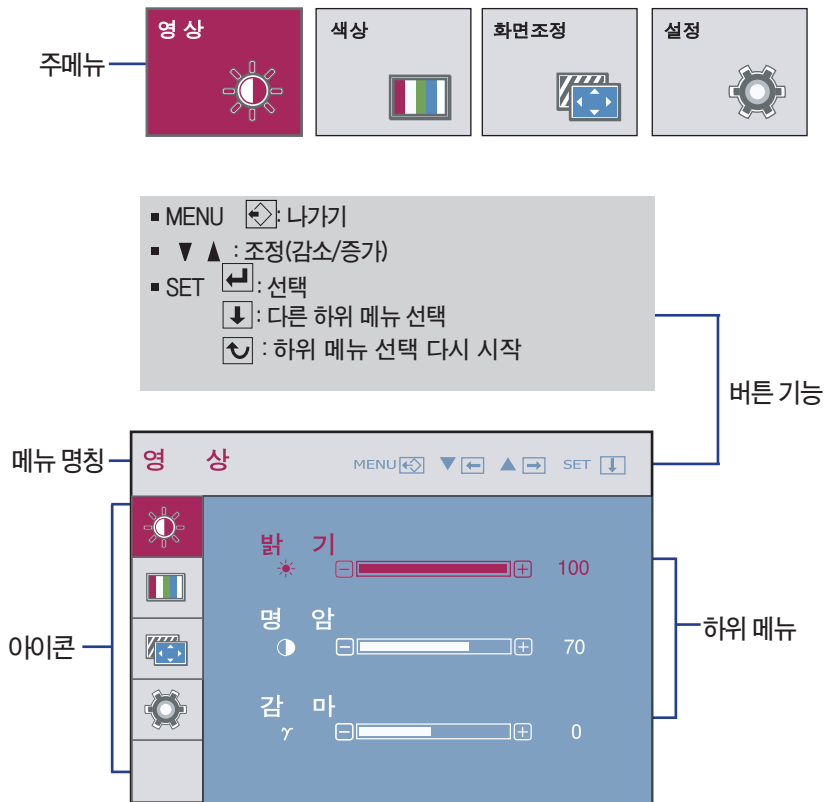 영 상
색상
화면조정
설정
주메뉴
▪ MENU : 나가기
▪ ▼ ▲ : 조정(감소/증가)
▪ SET : 선택
: 다른 하위 메뉴 선택
: 하위 메뉴 선택 다시 시작
버튼 기능
메뉴 명칭
영 상
MENU ▼ ▲ SET
밝 기
100
명 암
70
아이콘
하위 메뉴
감 마
γ
0